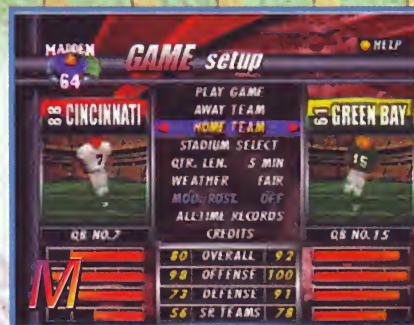 MADDEN
64
GAME setup
HELP
88 CINCINNATI
PLAY GAME
AWAY TEAM
HOME TEAM
STADIUM SELECT
QTR. LEN. 5 MIN
WEATHER FAIR
MOD. ROST. OFF
ALL-TIME RECORDS
CREDITS
61 GREEN BAY
7
15
QB NO.7
QB NO.15
80 OVERALL 92
98 OFFENSE 100
73 DEFENSE 91
56 SP. TEAMS 78
M